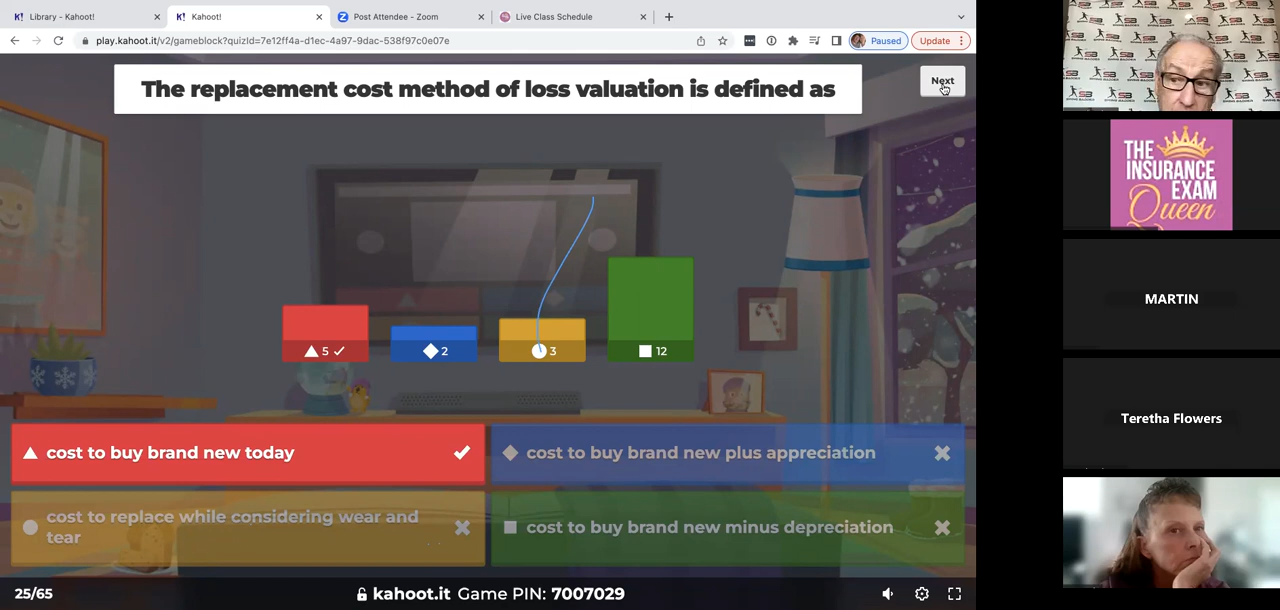 Library - Kahoot!
Kahoot!
Post Attendee - Zoom
Live Class Schedule
play.kahoot.it/v2/gameblock?quizId=7e12ff4a-d1ec-4a97-9dac-538f97c0e07e
Paused
Update
The replacement cost method of loss valuation is defined as
Next
5
2
3
12
cost to buy brand new today
cost to buy brand new plus appreciation
cost to replace while considering wear and
tear
cost to buy brand new minus depreciation
25/65
kahoot.it Game PIN: 7007029
THE
INSURANCE
EXAM
Queen
MARTIN
Teretha Flowers